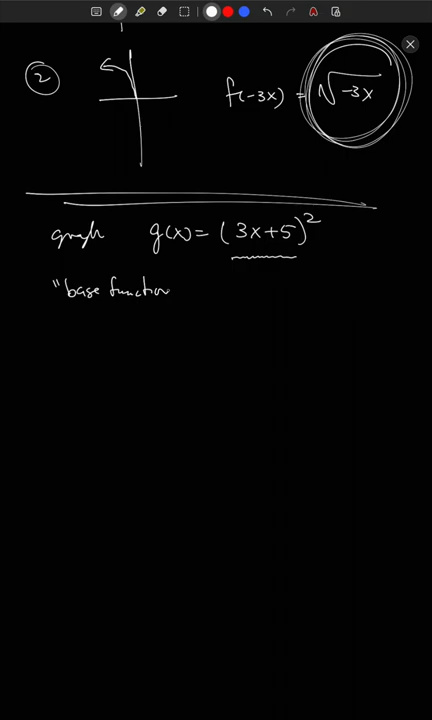 ② f(-3x) = √-3x
graph g(x) = (3x+5)²
"base function